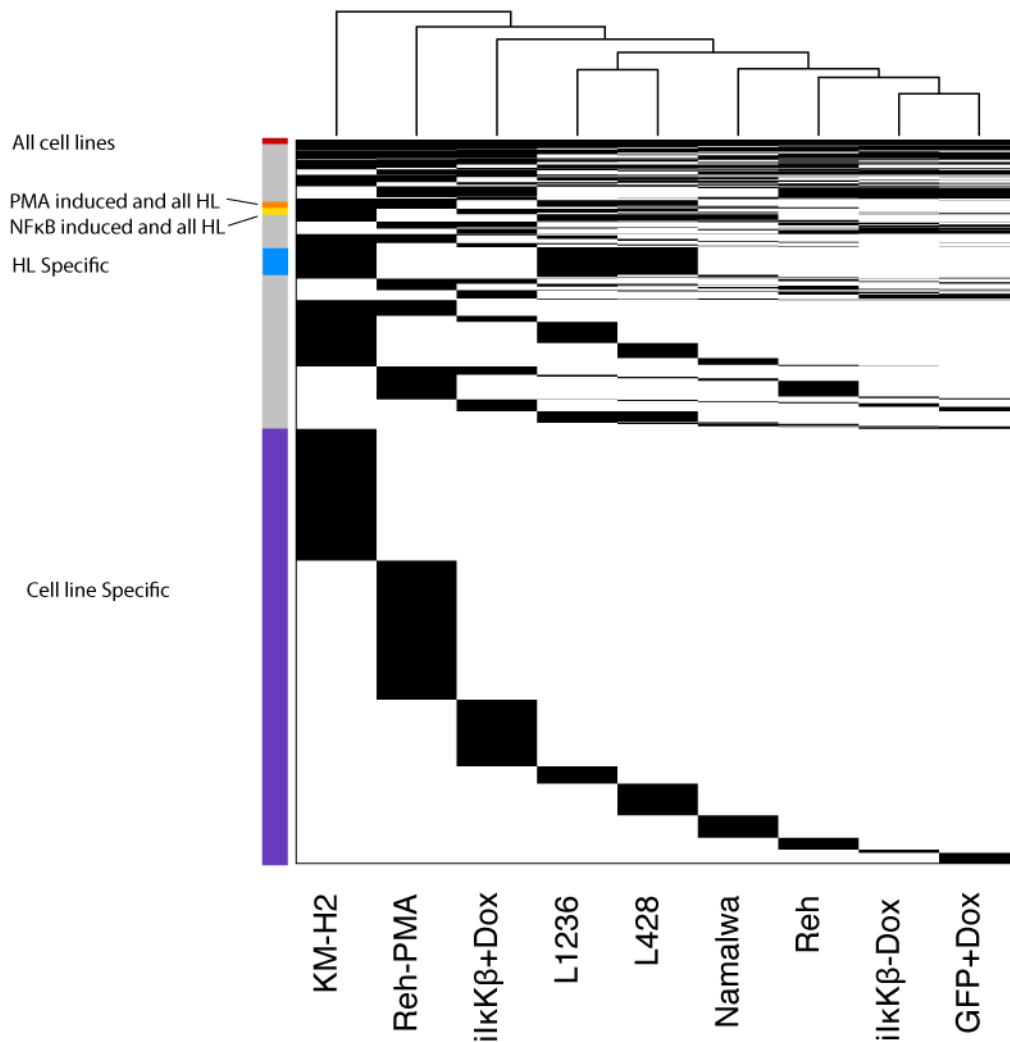 All cell lines
PMA induced and all HL
NFκB induced and all HL
HL Specific
Cell line Specific
KM-H2
Reh-PMA
iIκKβ+Dox
L1236
L428
Namalwa
Reh
iIκKβ-Dox
GFP+Dox